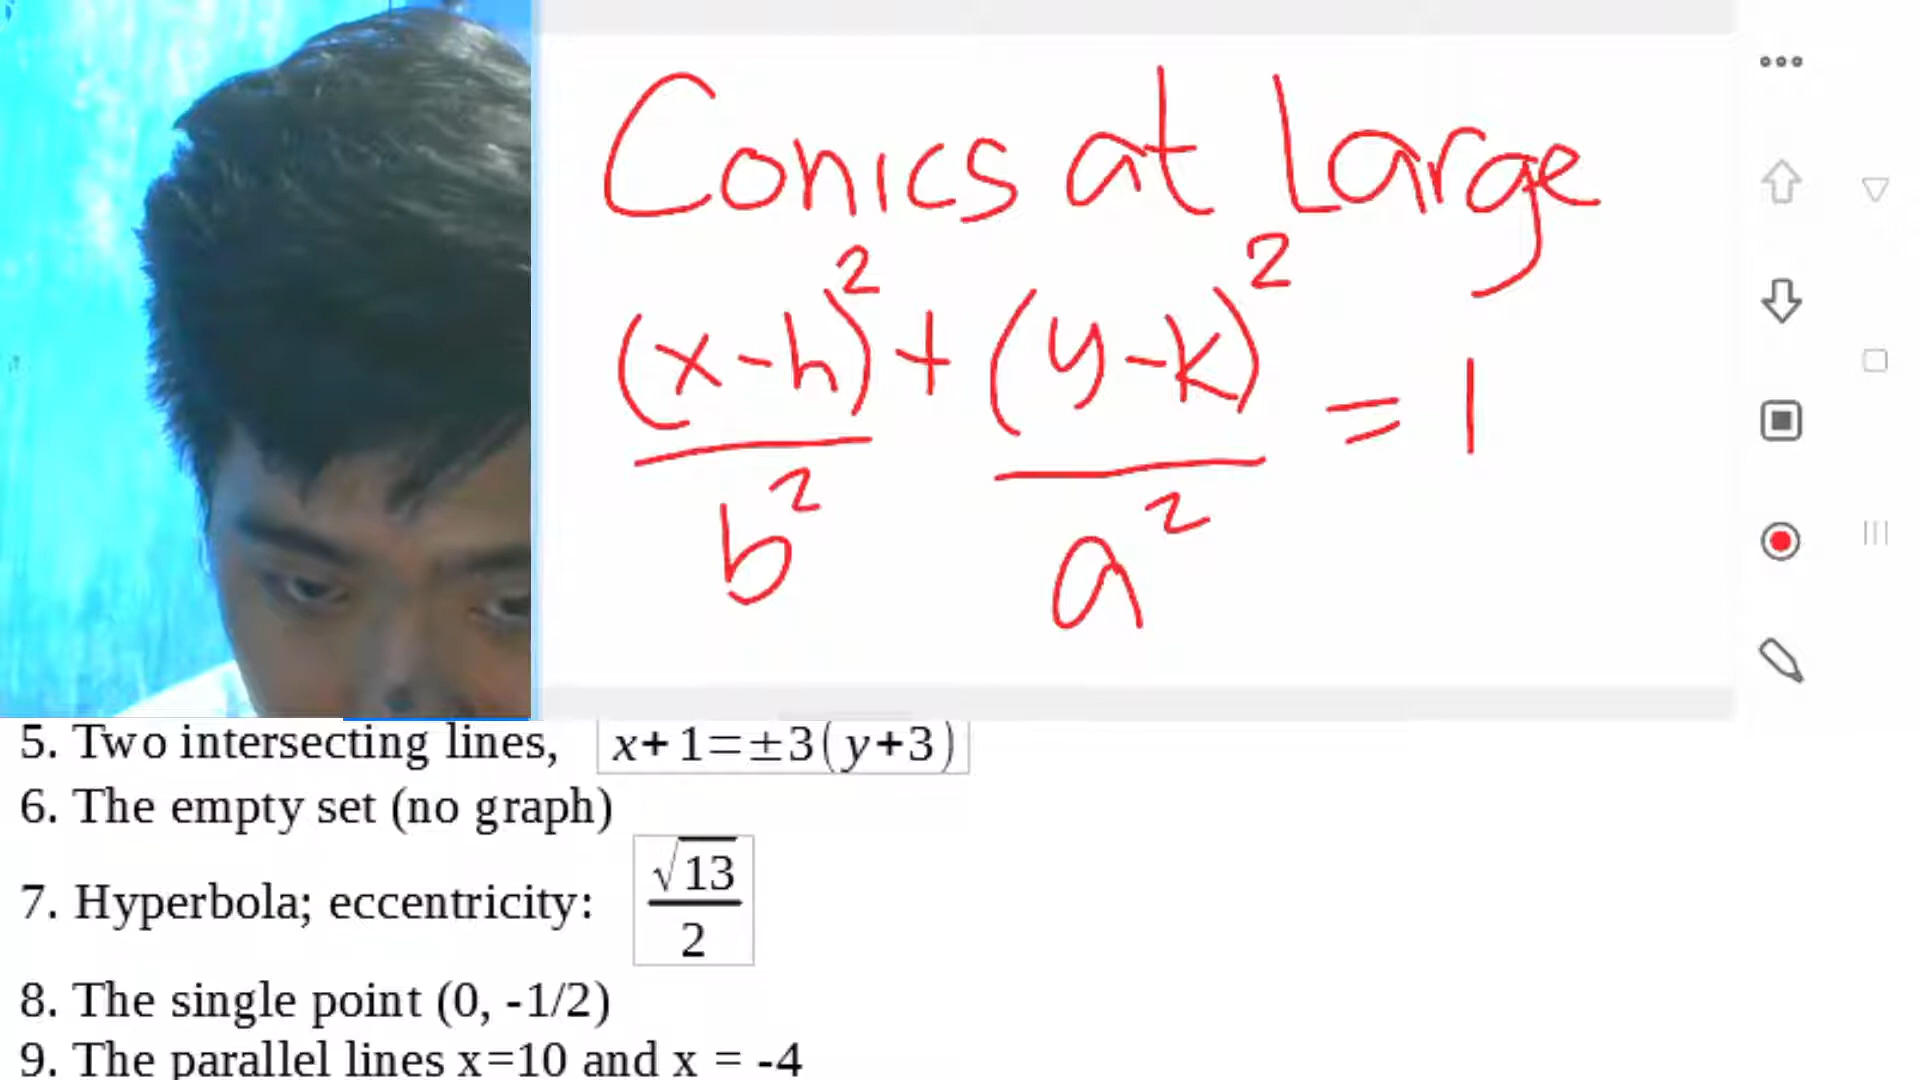 Conics at Large
(x-h)² + (y-k)² = 1
b² a²
5. Two intersecting lines, x+1=±3(y+3)
6. The empty set (no graph)
7. Hyperbola; eccentricity: √13/2
8. The single point (0, -1/2)
9. The parallel lines x=10 and x = -4